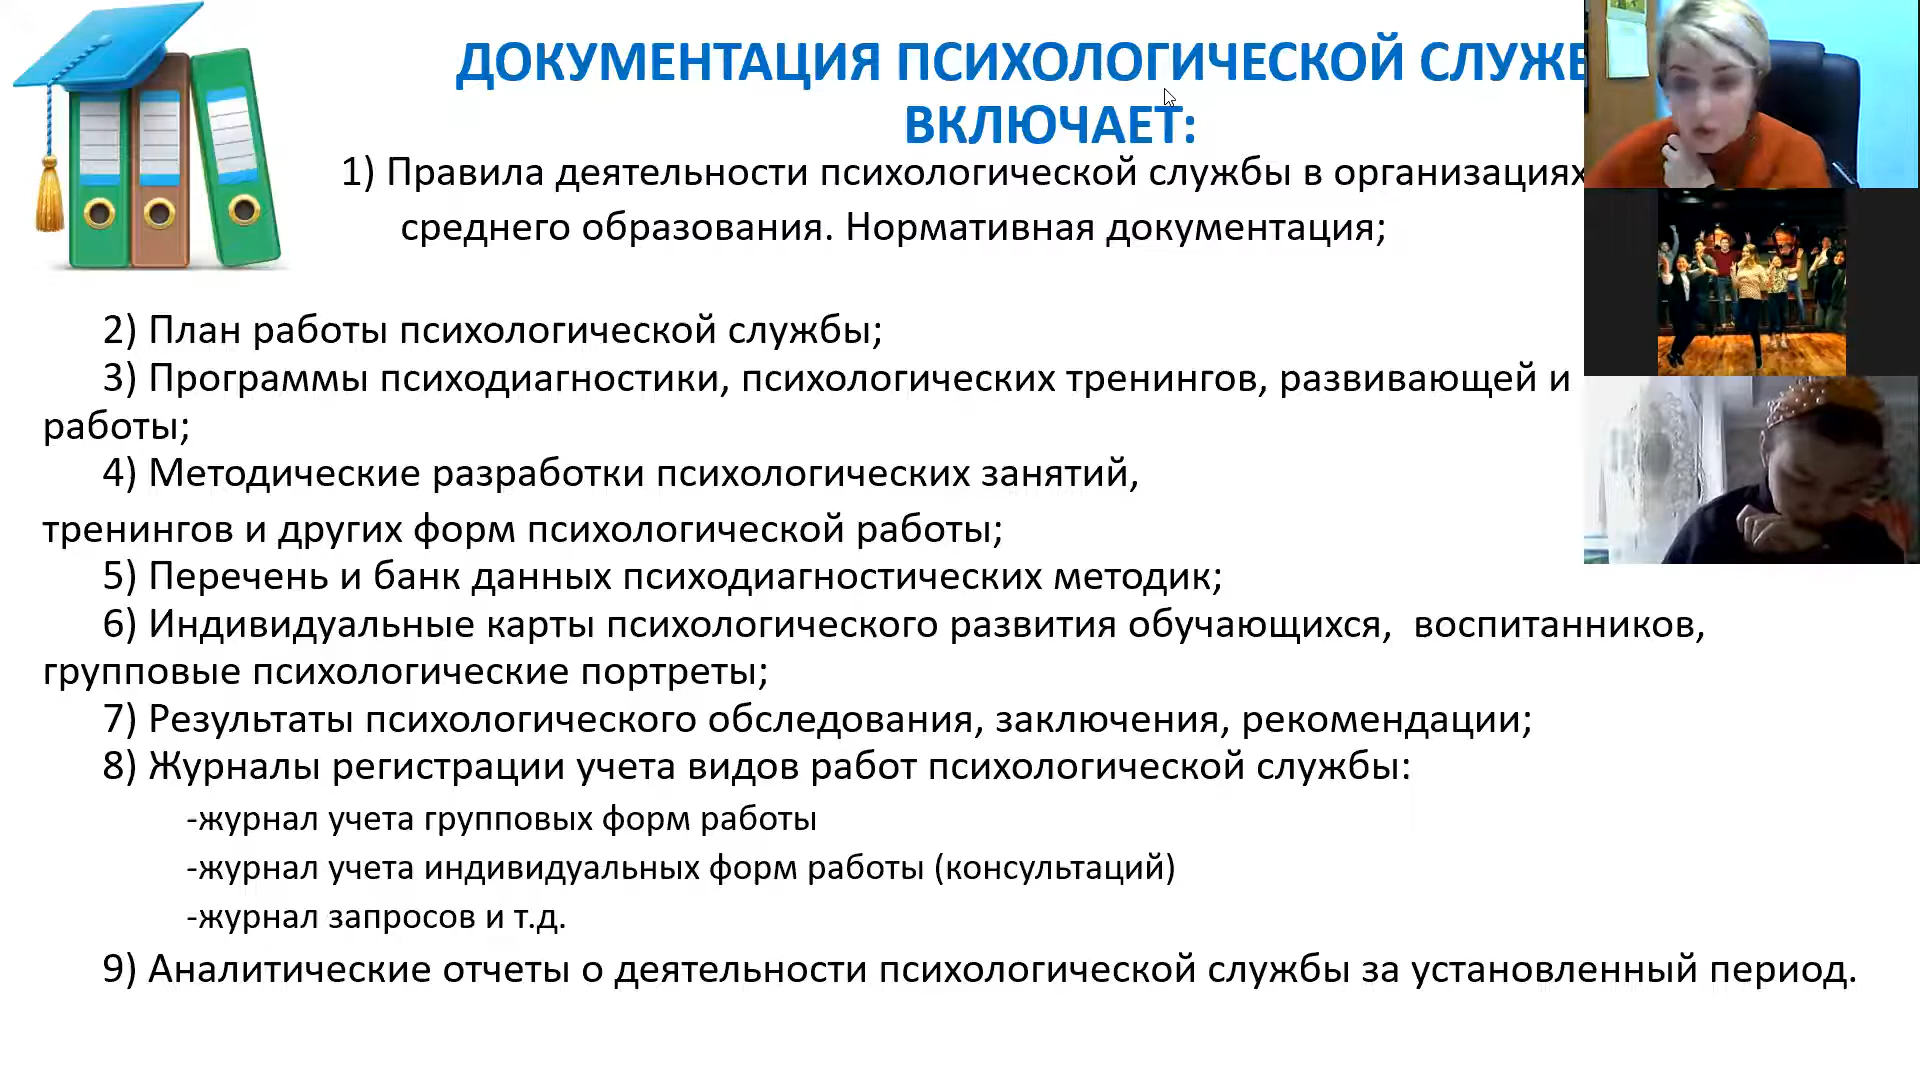 ДОКУМЕНТАЦИЯ ПСИХОЛОГИЧЕСКОЙ
ВКЛЮЧАЕТ:
1) Правила деятельности психологической службы в организациях
среднего образования. Нормативная документация;
2) План работы психологической службы;
3) Программы психодиагностики, психологических тренингов, развивающей и
работы;
4) Методические разработки психологических занятий,
тренингов и других форм психологической работы;
5) Перечень и банк данных психодиагностических методик;
6) Индивидуальные карты психологического развития обучающихся, воспитанников,
групповые психологические портреты;
7) Результаты психологического обследования, заключения, рекомендации;
8) Журналы регистрации учета видов работ психологической службы:
-журнал учета групповых форм работы
-журнал учета индивидуальных форм работы (консультаций)
-журнал запросов и т.д.
9) Аналитические отчеты о деятельности психологической службы за установленный период.